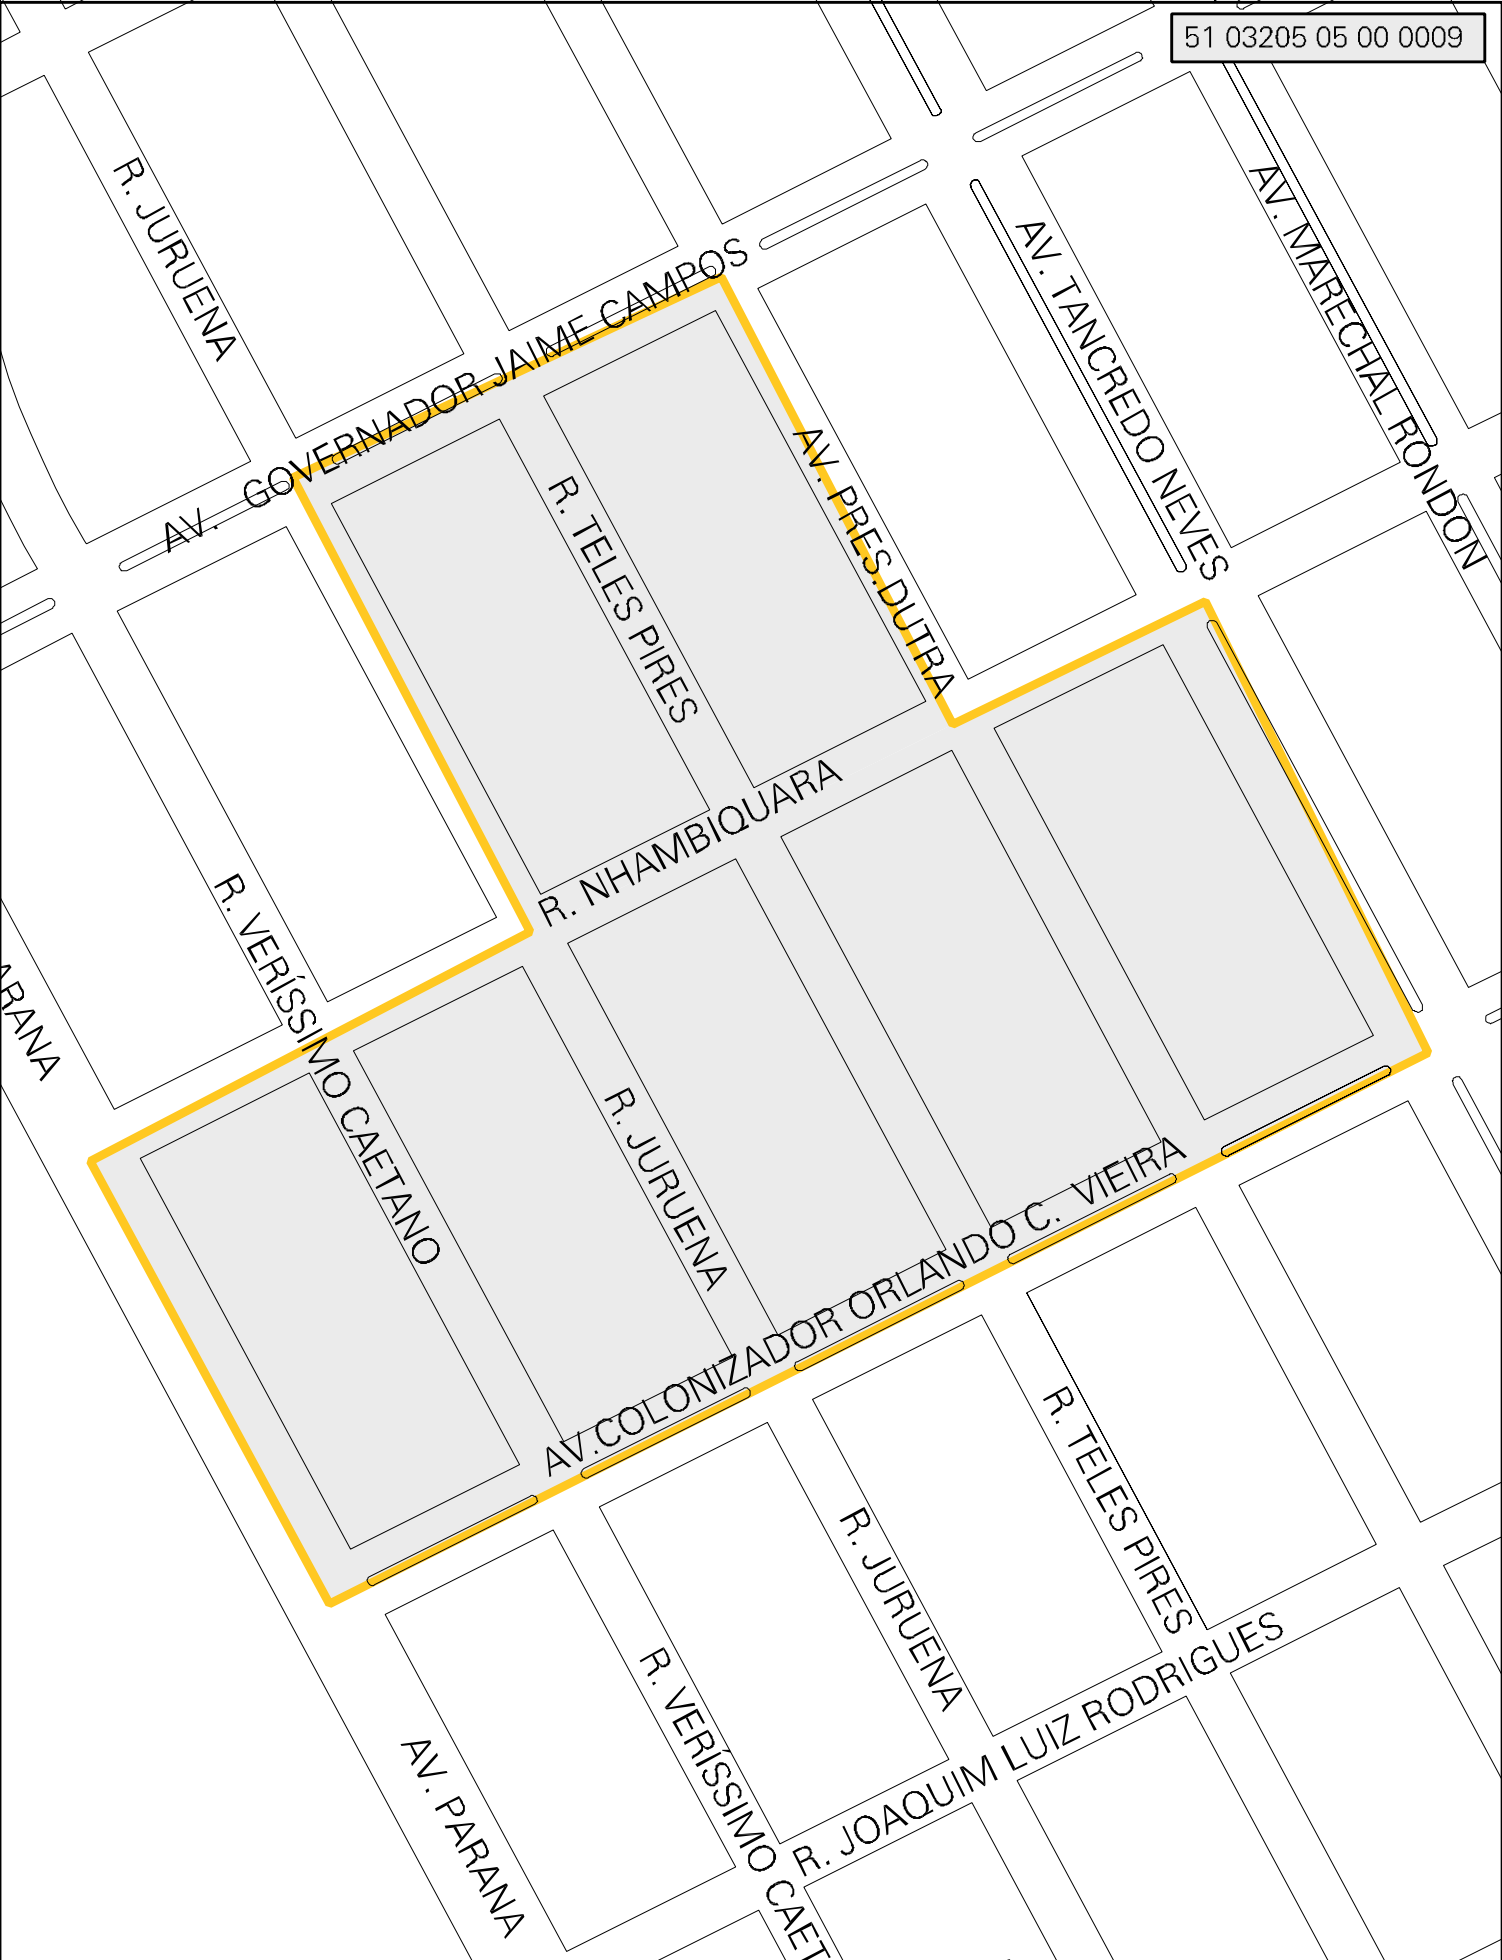 51 03205 05 00 0009
R. JURUENA
AV. MARECHAL RONDON
AV. TANCREDO NEVES
AV. GOVERNADOR JAIME CAMPOS
AV. PRES.DUTRA
R. TELES PIRES
R. NHAMBIQUARA
R. VERÍSSIMO CAETANO
ARANA
R. JURUENA
AV.COLONIZADOR ORLANDO C. VIEIRA
R. TELES PIRES
R. JURUENA
R. JOAQUIM LUIZ RODRIGUES
R. VERÍSSIMO CAET
AV. PARANA